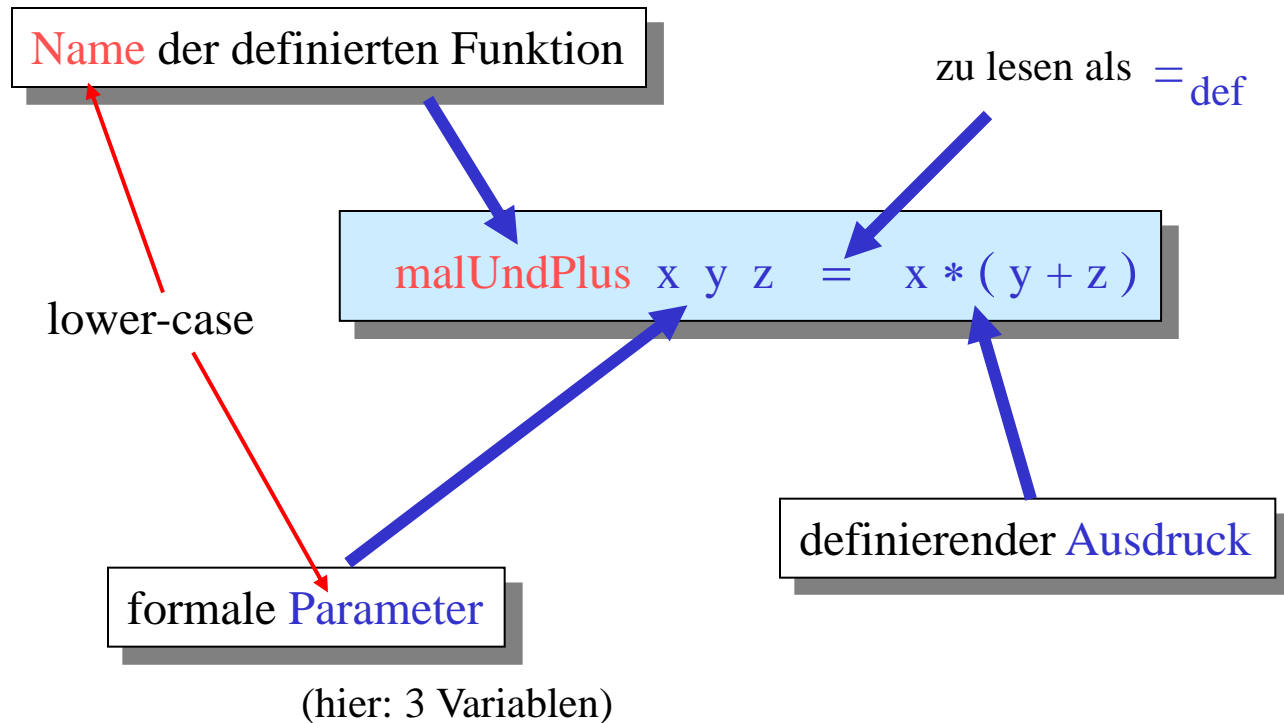 Name der definierten Funktion
zu lesen als =def
malUndPlus x y z = x * ( y + z )
lower-case
definierender Ausdruck
formale Parameter
(hier: 3 Variablen)